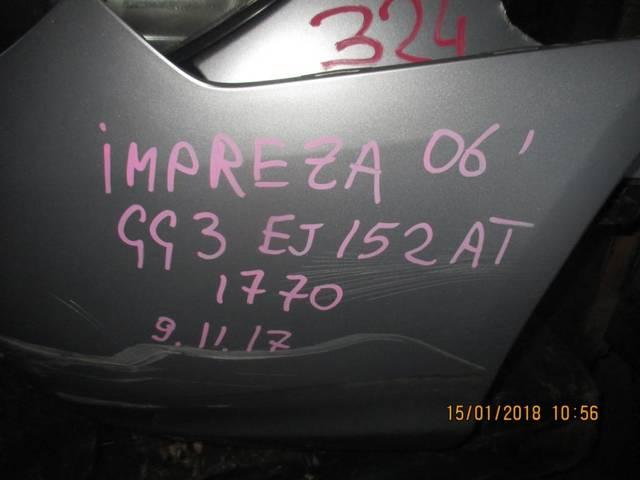 324
iMPREZA 06'
GG3 EJ152 AT
1770
9.11.17
15/01/2018 10:56